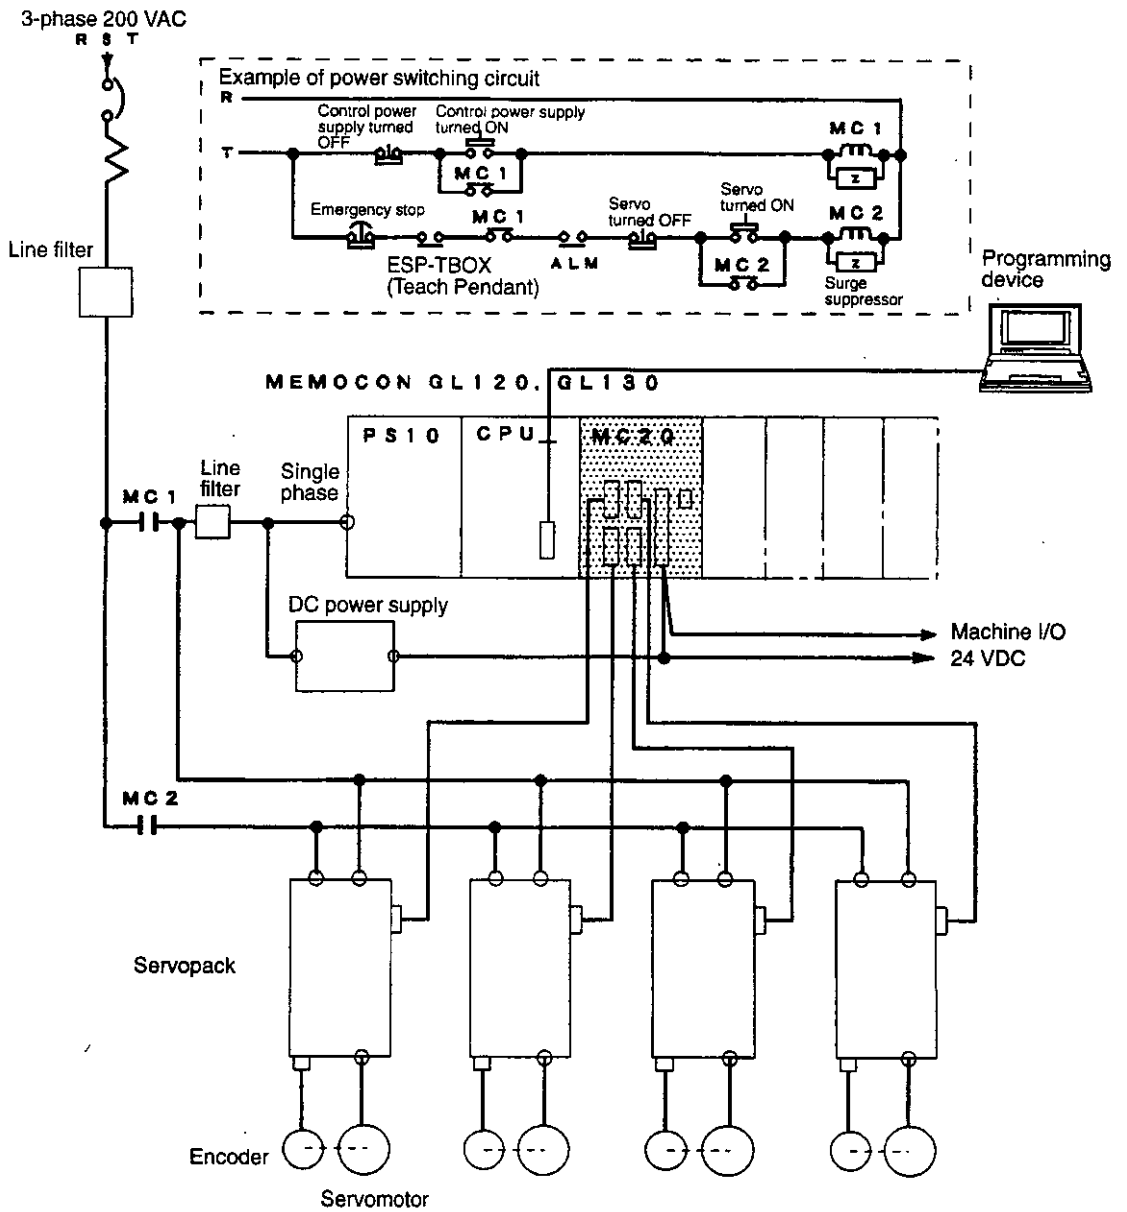 3-phase 200 VAC
R S T
Example of power switching circuit
R
Control power
supply turned
OFF
Control power supply
turned ON
MC1
T
MC1
Z
Emergency stop
MC1
Servo
turned OFF
Servo
turned ON
MC2
Line filter
ESP-TBOX
(Teach Pendant)
ALM
MC2
Z
Surge
suppressor
Programming
device
MEMOCON GL120, GL130
PS10
CPU
MC20
MC1
Line
filter
Single
phase
DC power supply
Machine I/O
24 VDC
MC2
Servopack
Encoder
Servomotor